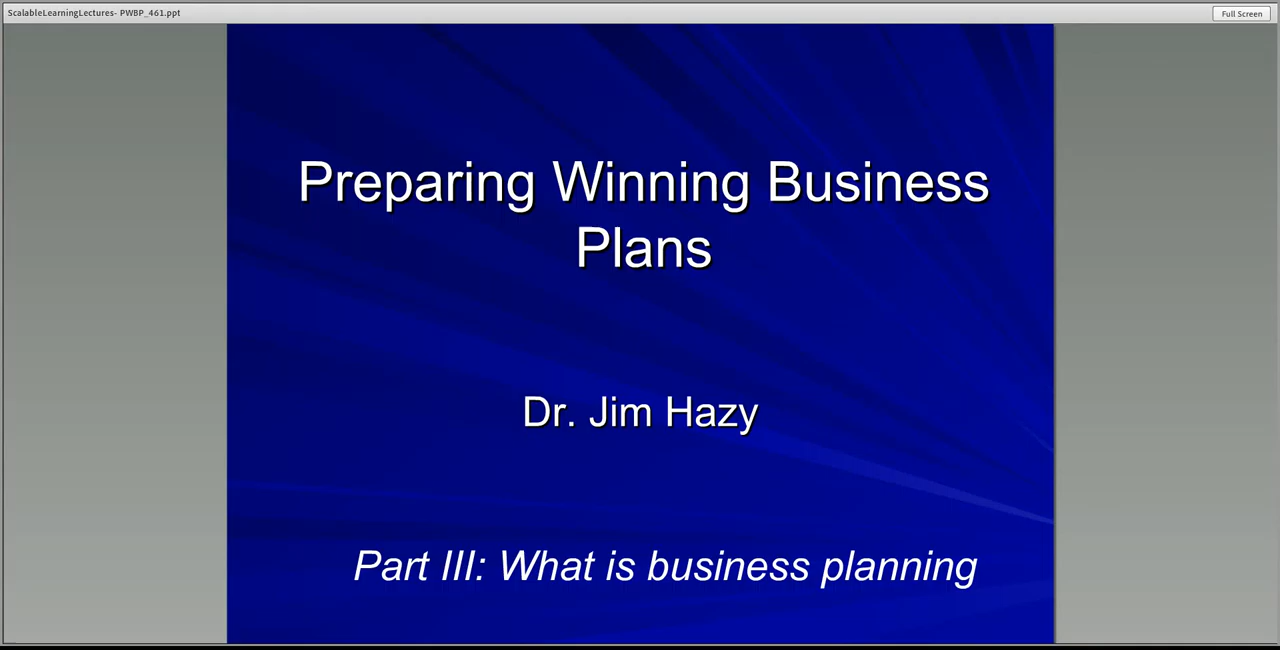 ScalableLearningLectures- PWBP_461.ppt
Full Screen
Preparing Winning Business
Plans
Dr. Jim Hazy
Part III: What is business planning